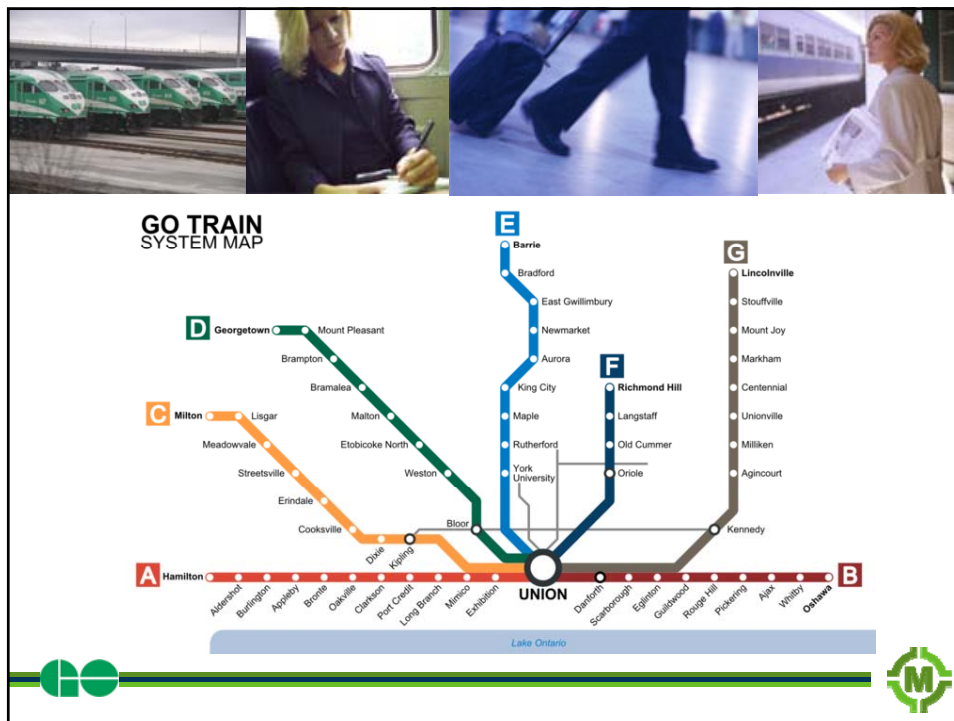 GO TRAIN
SYSTEM MAP
E
Barrie
Bradford
East Gwillimbury
Newmarket
Aurora
King City
Maple
Rutherford
York
University
G
Lincolnville
Stouffville
Mount Joy
Markham
Centennial
Unionville
Milliken
Agincourt
Kennedy
D
Georgetown
Mount Pleasant
Brampton
Bramalea
Malton
Etobicoke North
Weston
Bloor
F
Richmond Hill
Langstaff
Old Cummer
Oriole
C
Milton
Lisgar
Meadowvale
Streetsville
Erindale
Cooksville
Dixie
Kipling
A
Hamilton
Aldershot
Burlington
Appleby
Bronte
Oakville
Clarkson
Port Credit
Long Branch
Mimico
Exhibition
UNION
Danforth
Scarborough
Eglinton
Guildwood
Rouge Hill
Pickering
Ajax
Whitby
Oshawa
B
Lake Ontario
GO
M